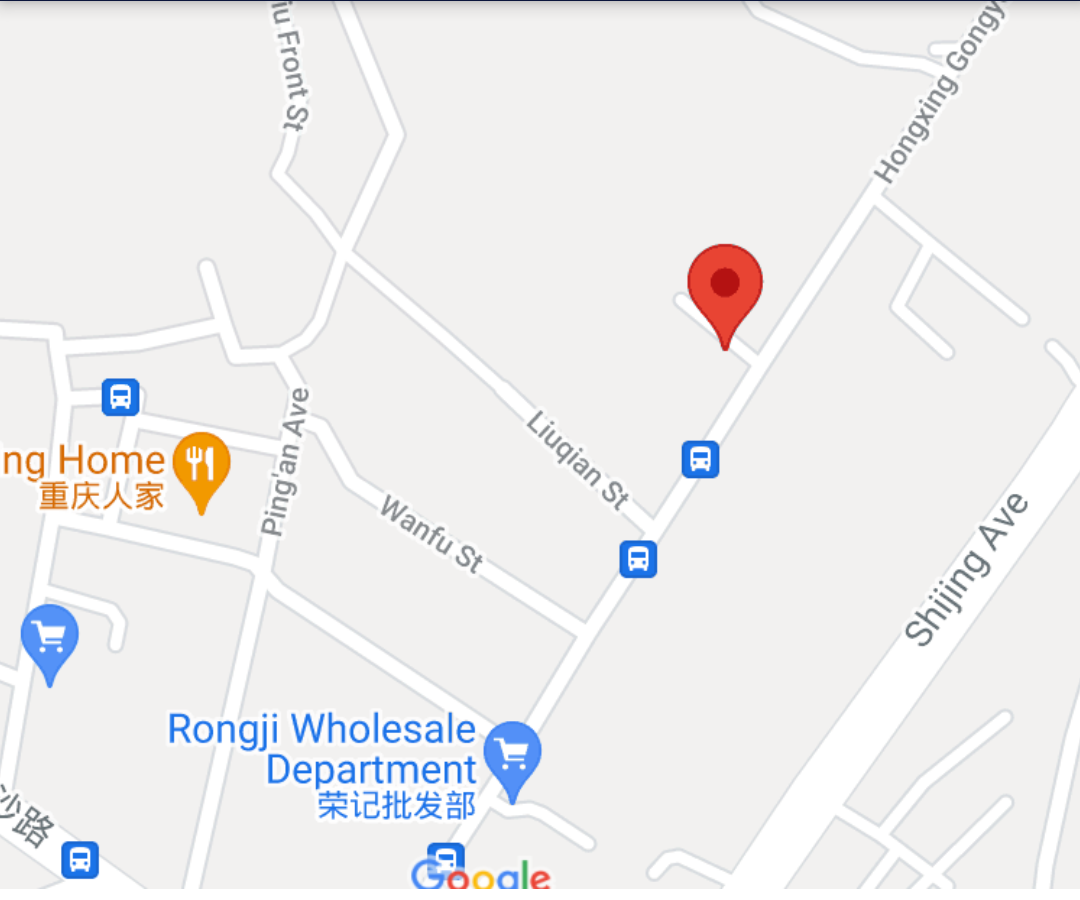 iu Front St
Hongxing Gongy
Ping'an Ave
Liuqian St
ng Home
重庆人家
Wanfu St
Shijing Ave
Rongji Wholesale
Department
荣记批发部
沙路
Google